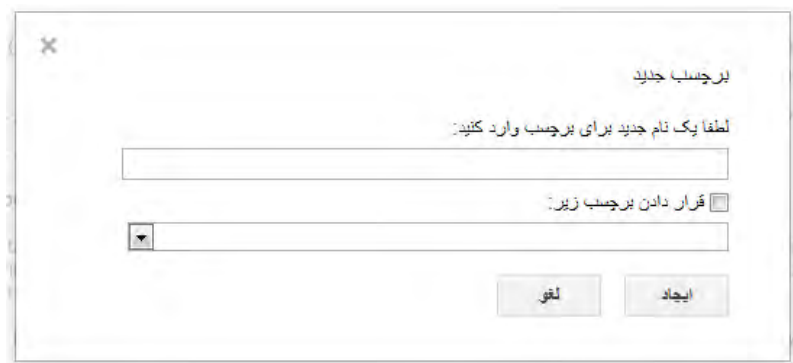 برچسب جدید
لطفا یک نام جدید برای برچسب وارد کنید:
قرار دادن برچسب زیر:
ایجاد لغو